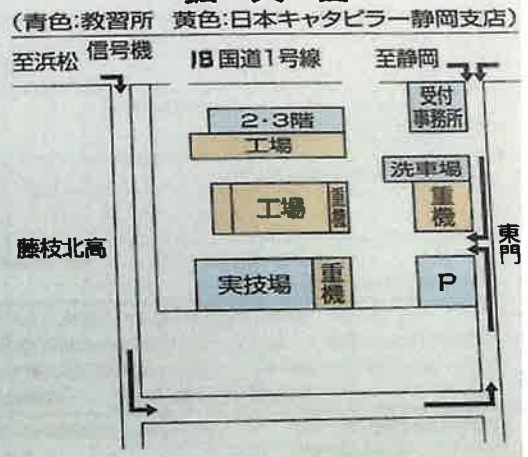 (青色:教習所 黄色:日本キャタピラー静岡支店)
至浜松 信号機 旧国道1号線 至静岡
受付
事務所
2・3階
工場
洗車場
工場
重機
重機
藤枝北高
東門
実技場
重機
P